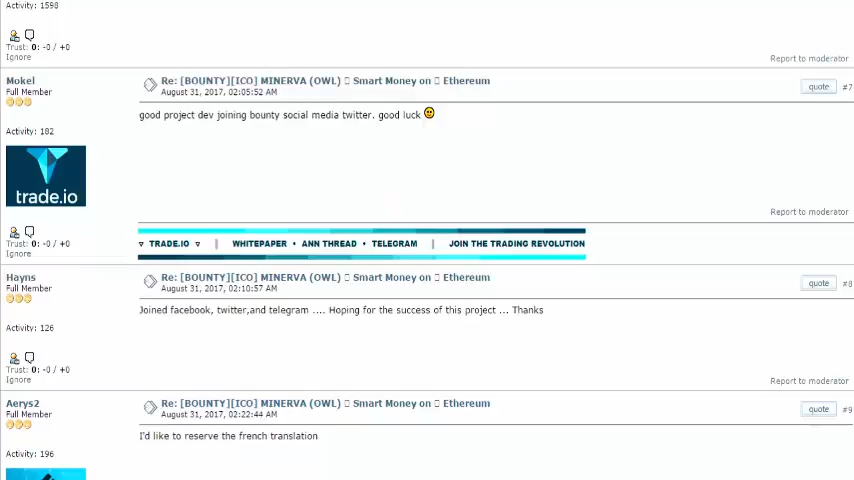 Activity: 1598
Trust: 0: -0 / +0
Ignore
Report to moderator
Mokel
Full Member
Activity: 182
trade.io
Trust: 0: -0 / +0
Ignore
Re: [BOUNTY][ICO] MINERVA (OWL) Smart Money on Ethereum
August 31, 2017, 02:05:52 AM
quote #7
good project dev joining bounty social media twitter. good luck
Report to moderator
▿ TRADE.IO ▿ | WHITEPAPER • ANN THREAD • TELEGRAM | JOIN THE TRADING REVOLUTION
Hayns
Full Member
Activity: 126
Trust: 0: -0 / +0
Ignore
Re: [BOUNTY][ICO] MINERVA (OWL) Smart Money on Ethereum
August 31, 2017, 02:10:57 AM
quote #8
Joined facebook, twitter,and telegram .... Hoping for the success of this project ... Thanks
Report to moderator
Aerys2
Full Member
Activity: 196
Re: [BOUNTY][ICO] MINERVA (OWL) Smart Money on Ethereum
August 31, 2017, 02:22:44 AM
quote #9
I'd like to reserve the french translation